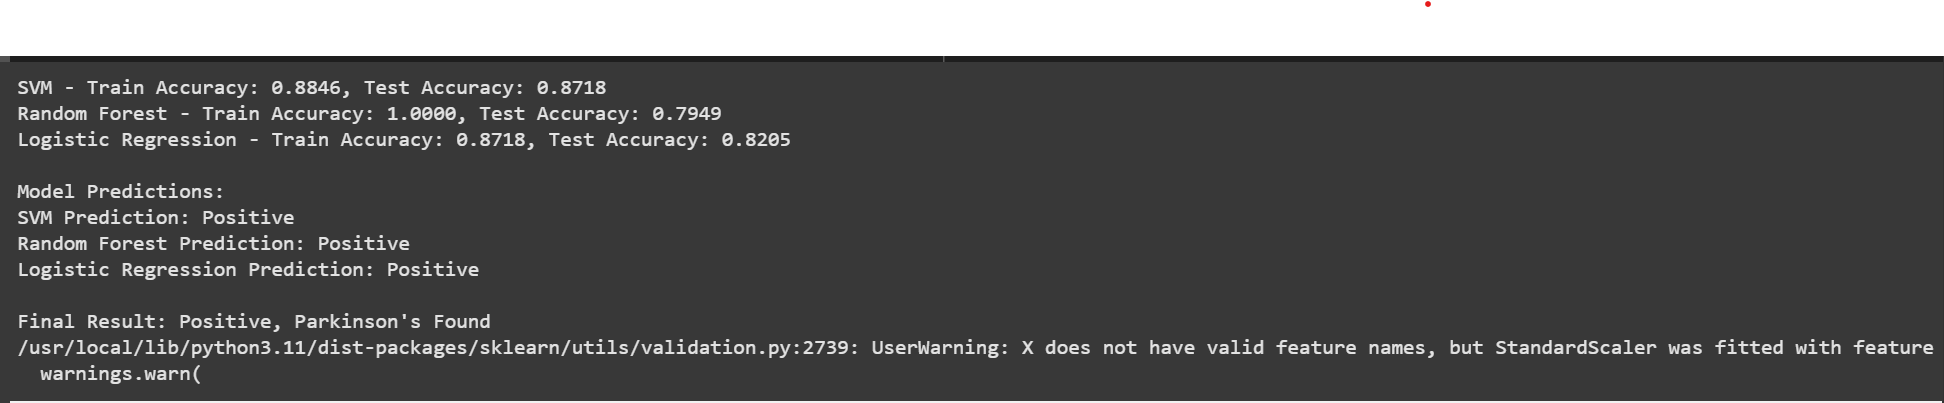 SVM - Train Accuracy: 0.8846, Test Accuracy: 0.8718
Random Forest - Train Accuracy: 1.0000, Test Accuracy: 0.7949
Logistic Regression - Train Accuracy: 0.8718, Test Accuracy: 0.8205
Model Predictions:
SVM Prediction: Positive
Random Forest Prediction: Positive
Logistic Regression Prediction: Positive
Final Result: Positive, Parkinson's Found
/usr/local/lib/python3.11/dist-packages/sklearn/utils/validation.py:2739: UserWarning: X does not have valid feature names, but StandardScaler was fitted with feature
warnings.warn(